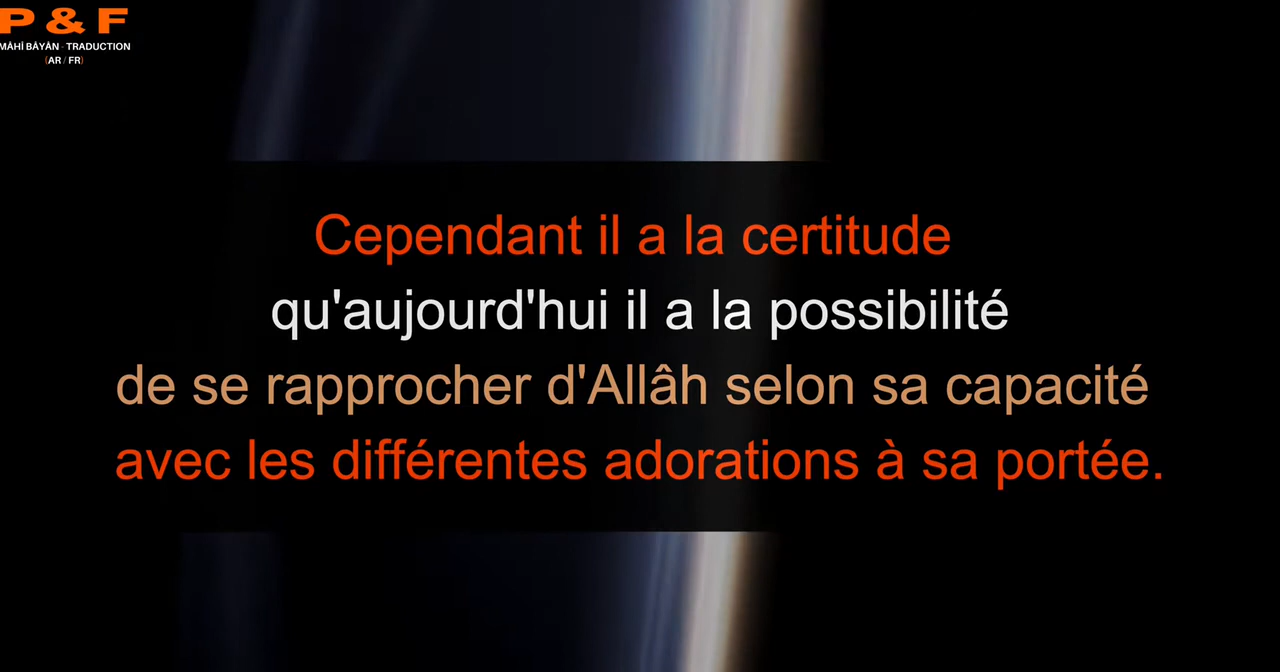 P & F
MÂHÎ BÀYÂN - TRADUCTION
(AR / FR)
Cependant il a la certitude
qu'aujourd'hui il a la possibilité
de se rapprocher d'Allâh selon sa capacité
avec les différentes adorations à sa portée.